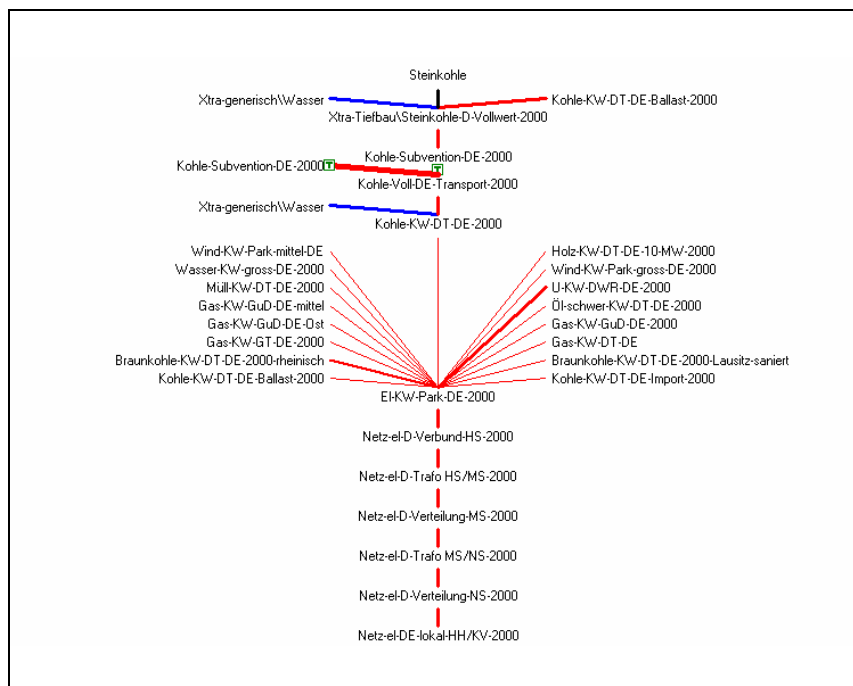 Steinkohle
Xtra-generisch\Wasser
Kohle-KW-DT-DE-Ballast-2000
Xtra-Tiefbau\Steinkohle-D-Vollwert-2000
Kohle-Subvention-DE-2000
Kohle-Subvention-DE-2000
T
T
Kohle-Voll-DE-Transport-2000
Xtra-generisch\Wasser
Kohle-KW-DT-DE-2000
Wind-KW-Park-mittel-DE
Holz-KW-DT-DE-10-MW-2000
Wasser-KW-gross-DE-2000
Wind-KW-Park-gross-DE-2000
Müll-KW-DT-DE-2000
U-KW-DWR-DE-2000
Gas-KW-GuD-DE-mittel
Öl-schwer-KW-DT-DE-2000
Gas-KW-GuD-DE-Ost
Gas-KW-GuD-DE-2000
Gas-KW-GT-DE-2000
Gas-KW-DT-DE
Braunkohle-KW-DT-DE-2000-rheinisch
Braunkohle-KW-DT-DE-2000-Lausitz-saniert
Kohle-KW-DT-DE-Ballast-2000
Kohle-KW-DT-DE-Import-2000
El-KW-Park-DE-2000
Netz-el-D-Verbund-HS-2000
Netz-el-D-Trafo HS/MS-2000
Netz-el-D-Verteilung-MS-2000
Netz-el-D-Trafo MS/NS-2000
Netz-el-D-Verteilung-NS-2000
Netz-el-DE-lokal-HH/KV-2000